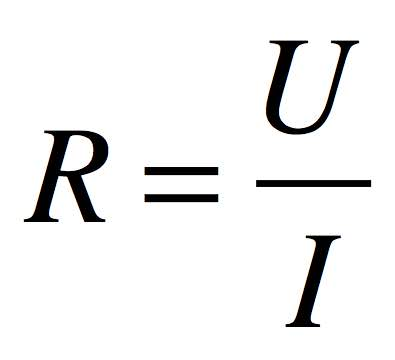 R = U / I